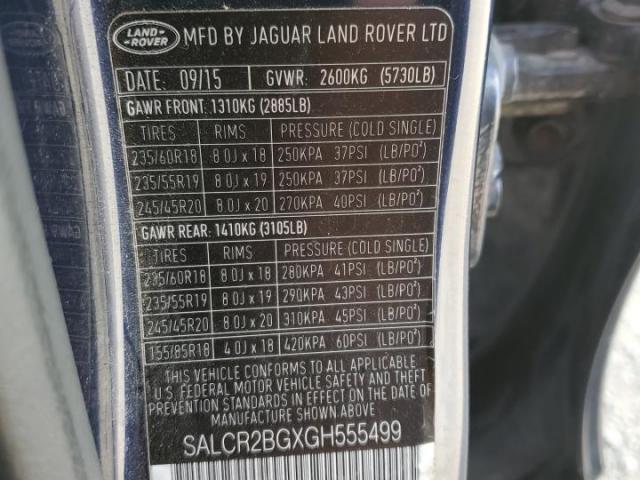 LAND-
ROVER
MFD BY JAGUAR LAND ROVER LTD
DATE: 09/15 GVWR: 2600KG (5730LB)
GAWR FRONT: 1310KG (2885LB)
TIRES RIMS PRESSURE (COLD SINGLE)
235/60R18 8.0J x 18 250KPA 37PSI (LB/PO²)
235/55R19 8.0J x 19 250KPA 37PSI (LB/PO²)
245/45R20 8.0J x 20 270KPA 40PSI (LB/PO²)
GAWR REAR: 1410KG (3105LB)
TIRES RIMS PRESSURE (COLD SINGLE)
235/60R18 8.0J x 18 280KPA 41PSI (LB/PO²)
235/55R19 8.0J x 19 290KPA 43PSI (LB/PO²)
245/45R20 8.0J x 20 310KPA 45PSI (LB/PO²)
155/85R18 4.0J x 18 420KPA 60PSI (LB/PO²)
THIS VEHICLE CONFORMS TO ALL APPLICABLE
U.S. FEDERAL MOTOR VEHICLE SAFETY AND THEFT
PREVENTION STANDARDS IN EFFECT ON THE DATE OF
MANUFACTURE SHOWN ABOVE.
SALCR2BGXGH555499